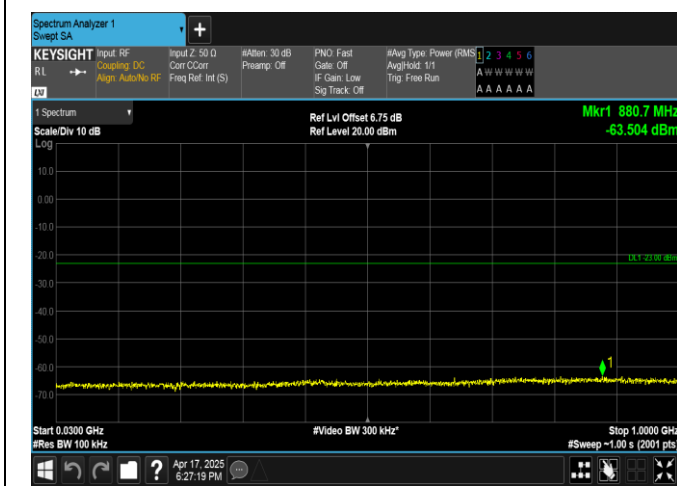 Spectrum Analyzer 1
Swept SA
+
KEYSIGHT Input: RF Input Z: 50 Ω #Atten: 30 dB PNO: Fast #Avg Type: Power (RMS 1 2 3 4 5 6
RL Coupling: DC Corr CCorr Preamp: Off Gate: Off Avg|Hold: 1/1 A W W W W W
Align: Auto/No RF Freq Ref: Int (S) IF Gain: Low Trig: Free Run
LXI Sig Track: Off A A A A A A
1 Spectrum Ref Lvl Offset 6.75 dB Mkr1 880.7 MHz
Scale/Div 10 dB Ref Level 20.00 dBm -63.504 dBm
Log
10.0
0.00
-10.0
-20.0
DL1 -23.00 dBm
-30.0
-40.0
-50.0
1
-60.0
-70.0
Start 0.0300 GHz #Video BW 300 kHz* Stop 1.0000 GHz
#Res BW 100 kHz #Sweep ~1.00 s (2001 pts)
? Apr 17, 2025
6:27:19 PM